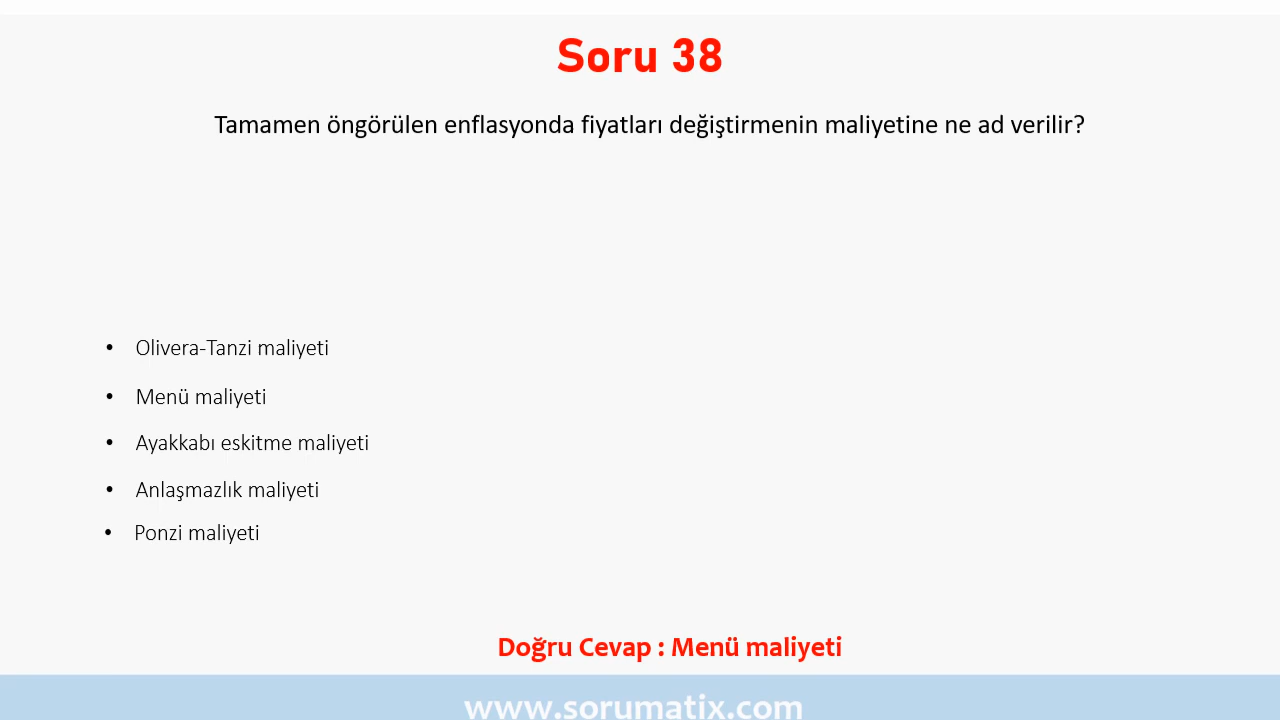 Soru 38
Tamamen öngörülen enflasyonda fiyatları değiştirmenin maliyetine ne ad verilir?
• Olivera-Tanzi maliyeti
• Menü maliyeti
• Ayakkabı eskitme maliyeti
• Anlaşmazlık maliyeti
• Ponzi maliyeti
Doğru Cevap : Menü maliyeti
www.sorumatix.com